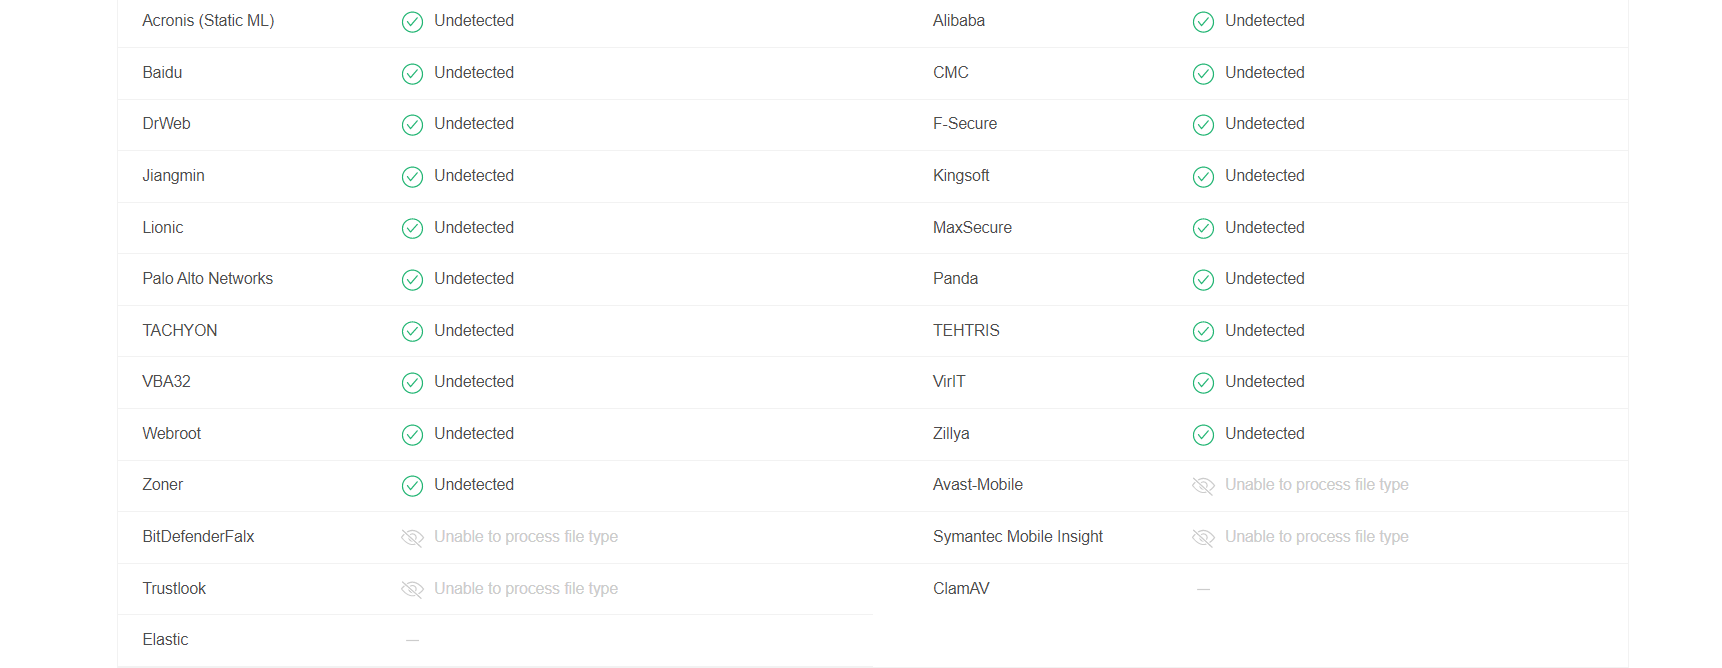 Acronis (Static ML) Undetected Alibaba Undetected
Baidu Undetected CMC Undetected
DrWeb Undetected F-Secure Undetected
Jiangmin Undetected Kingsoft Undetected
Lionic Undetected MaxSecure Undetected
Palo Alto Networks Undetected Panda Undetected
TACHYON Undetected TEHTRIS Undetected
VBA32 Undetected VirIT Undetected
Webroot Undetected Zillya Undetected
Zoner Undetected Avast-Mobile Unable to process file type
BitDefenderFalx Unable to process file type Symantec Mobile Insight Unable to process file type
Trustlook Unable to process file type ClamAV —
Elastic —